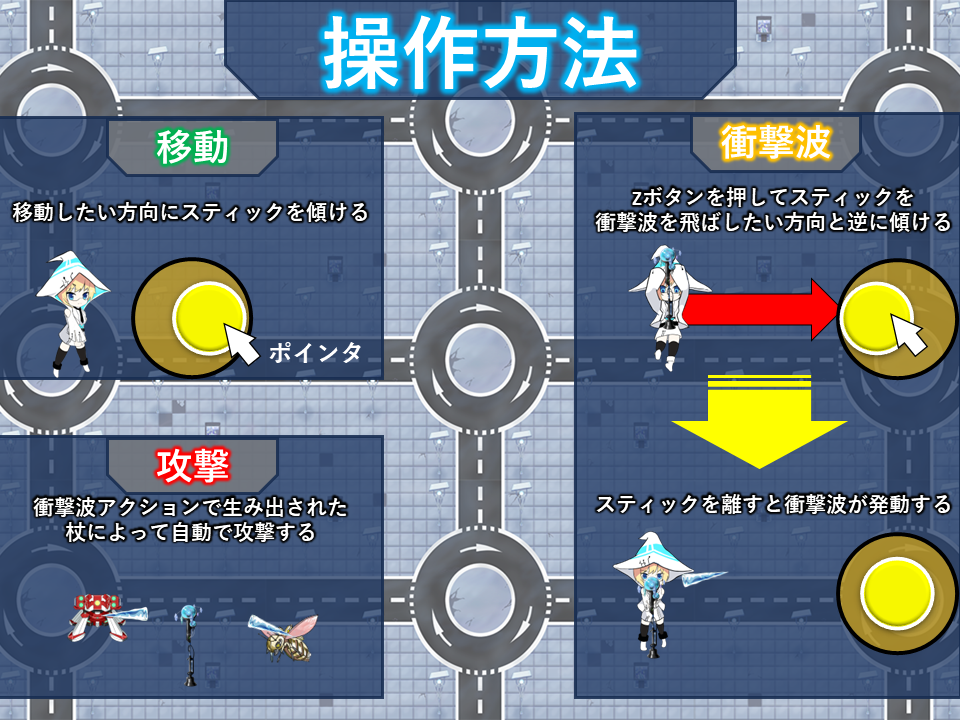 操作方法
移動
移動したい方向にスティックを傾ける
ポインタ
攻撃
衝撃波アクションで生み出された
杖によって自動で攻撃する
衝撃波
zボタンを押してスティックを
衝撃波を飛ばしたい方向と逆に傾ける
スティックを離すと衝撃波が発動する